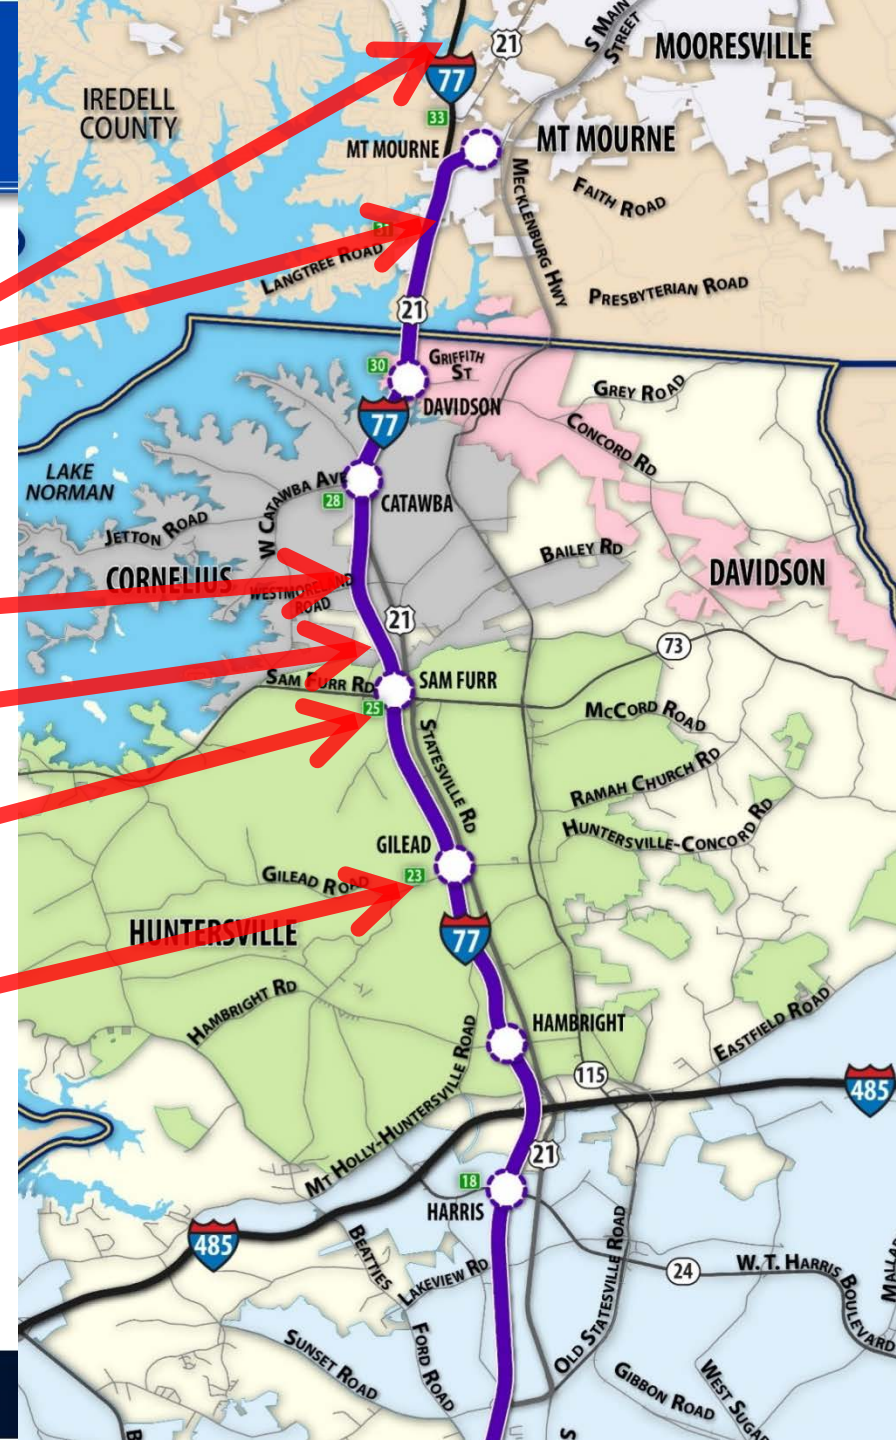 21
S MAIN
STREET
MOORESVILLE
77
IREDELL
COUNTY
33
MT MOURNE
MT MOURNE
MECKLENBURG HWY
FAITH ROAD
LANGTREE ROAD
PRESBYTERIAN ROAD
21
30
GRIFFITH
ST
DAVIDSON
GREY ROAD
77
CONCORD RD
LAKE
NORMAN
W CATAWBA AVE
28
CATAWBA
JETTON ROAD
BAILEY RD
CORNELIUS
WESTMORELAND
ROAD
DAVIDSON
21
73
SAM FURR RD
SAM FURR
25
MCCORD ROAD
STATESVILLE RD
RAMAH CHURCH RD
HUNTERSVILLE-CONCORD RD
GILEAD
23
GILEAD ROAD
HUNTERSVILLE
77
HAMBRIGHT RD
HAMBRIGHT
EASTFIELD ROAD
115
485
MT HOLLY-HUNTERSVILLE ROAD
21
18
HARRIS
485
BEATTIES
FORD ROAD
LAKEVIEW RD
OLD STATESVILLE ROAD
24
W.T. HARRIS
BOULEVARD
SUNSET ROAD
GIBBON ROAD
WEST SUGA
B
S